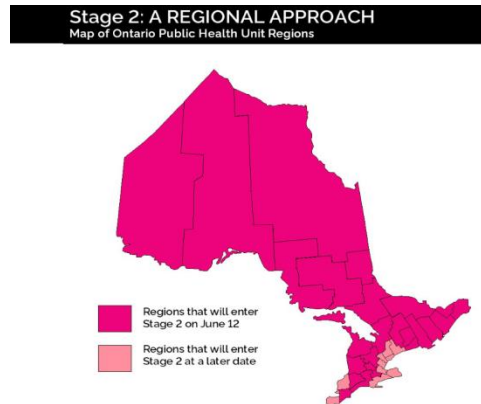 Stage 2: A REGIONAL APPROACH
Map of Ontario Public Health Unit Regions
Regions that will enter
Stage 2 on June 12
Regions that will enter
Stage 2 at a later date